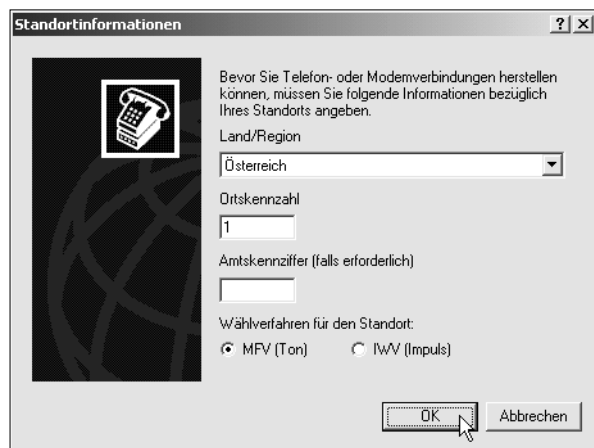 Standortinformationen
Bevor Sie Telefon- oder Modemverbindungen herstellen
können, müssen Sie folgende Informationen bezüglich
Ihres Standorts angeben.
Land/Region
Österreich
Ortskennzahl
1
Amtskennziffer (falls erforderlich)
Wählverfahren für den Standort:
MFV (Ton) IWV (Impuls)
OK Abbrechen